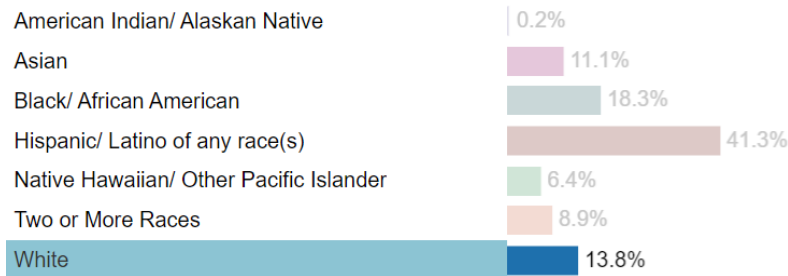 American Indian/ Alaskan Native 0.2%
Asian 11.1%
Black/ African American 18.3%
Hispanic/ Latino of any race(s) 41.3%
Native Hawaiian/ Other Pacific Islander 6.4%
Two or More Races 8.9%
White 13.8%